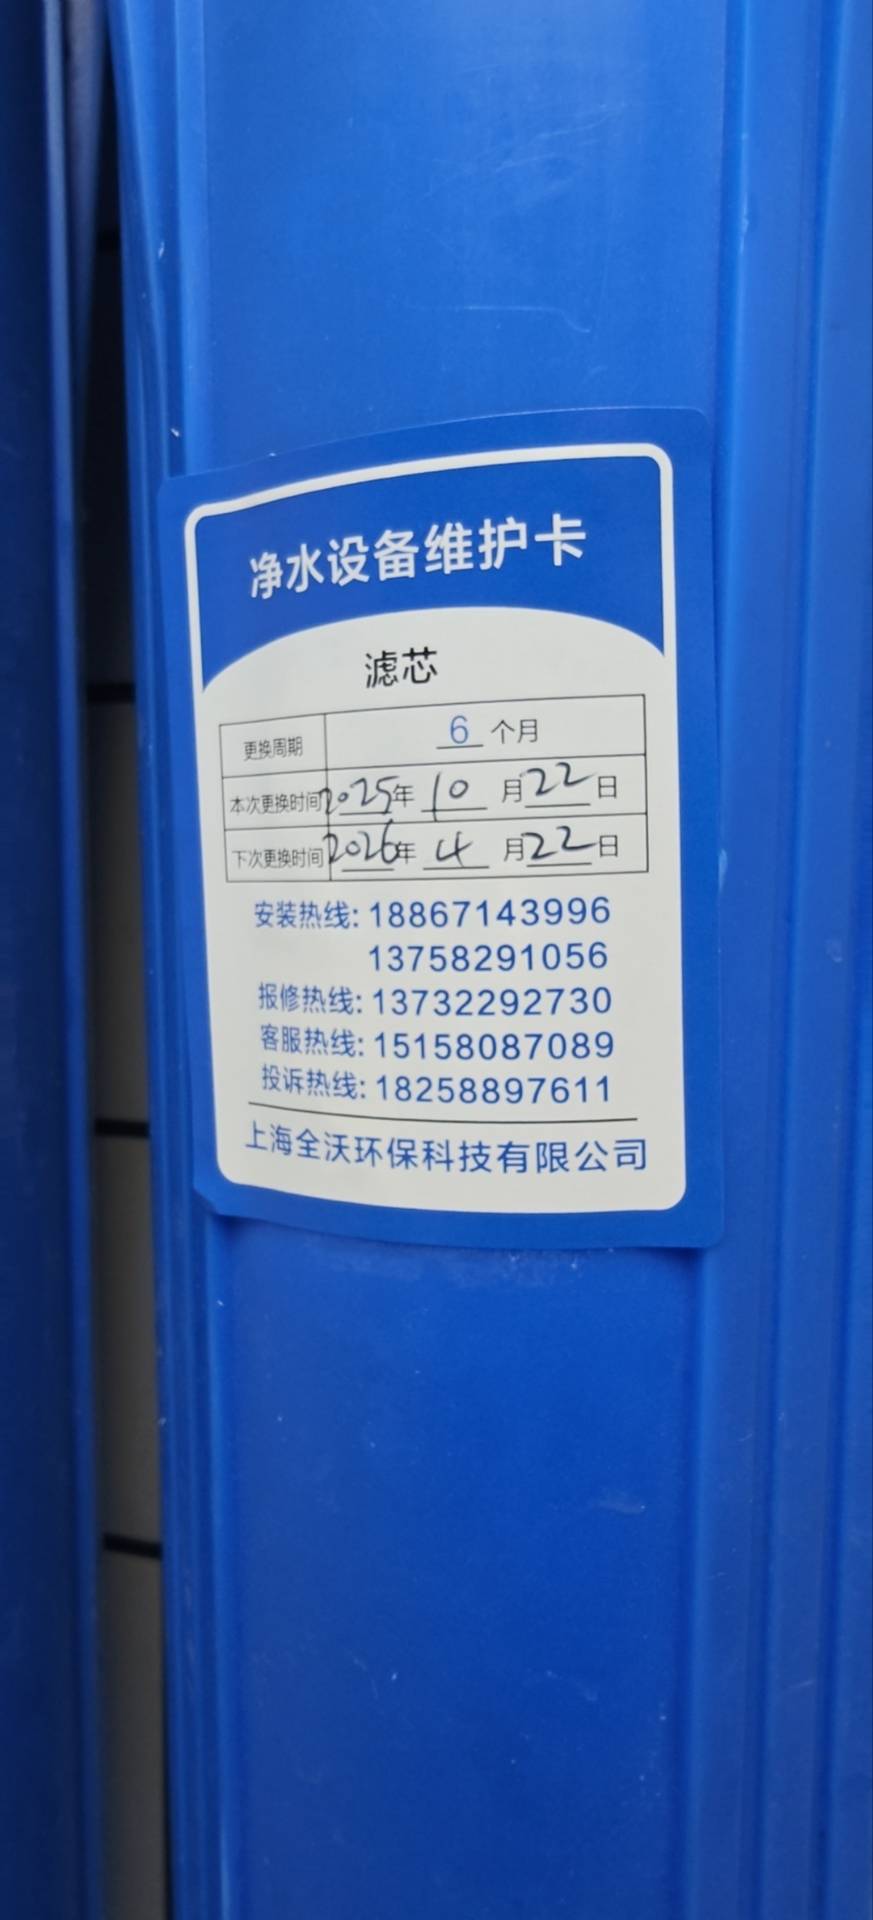 净水设备维护卡
滤芯
更换周期 6 个月
本次更换时间 2025年 10 月 22 日
下次更换时间 2026年 4 月 22 日
安装热线: 18867143996
13758291056
报修热线: 13732292730
客服热线: 15158087089
投诉热线: 18258897611
上海全沃环保科技有限公司